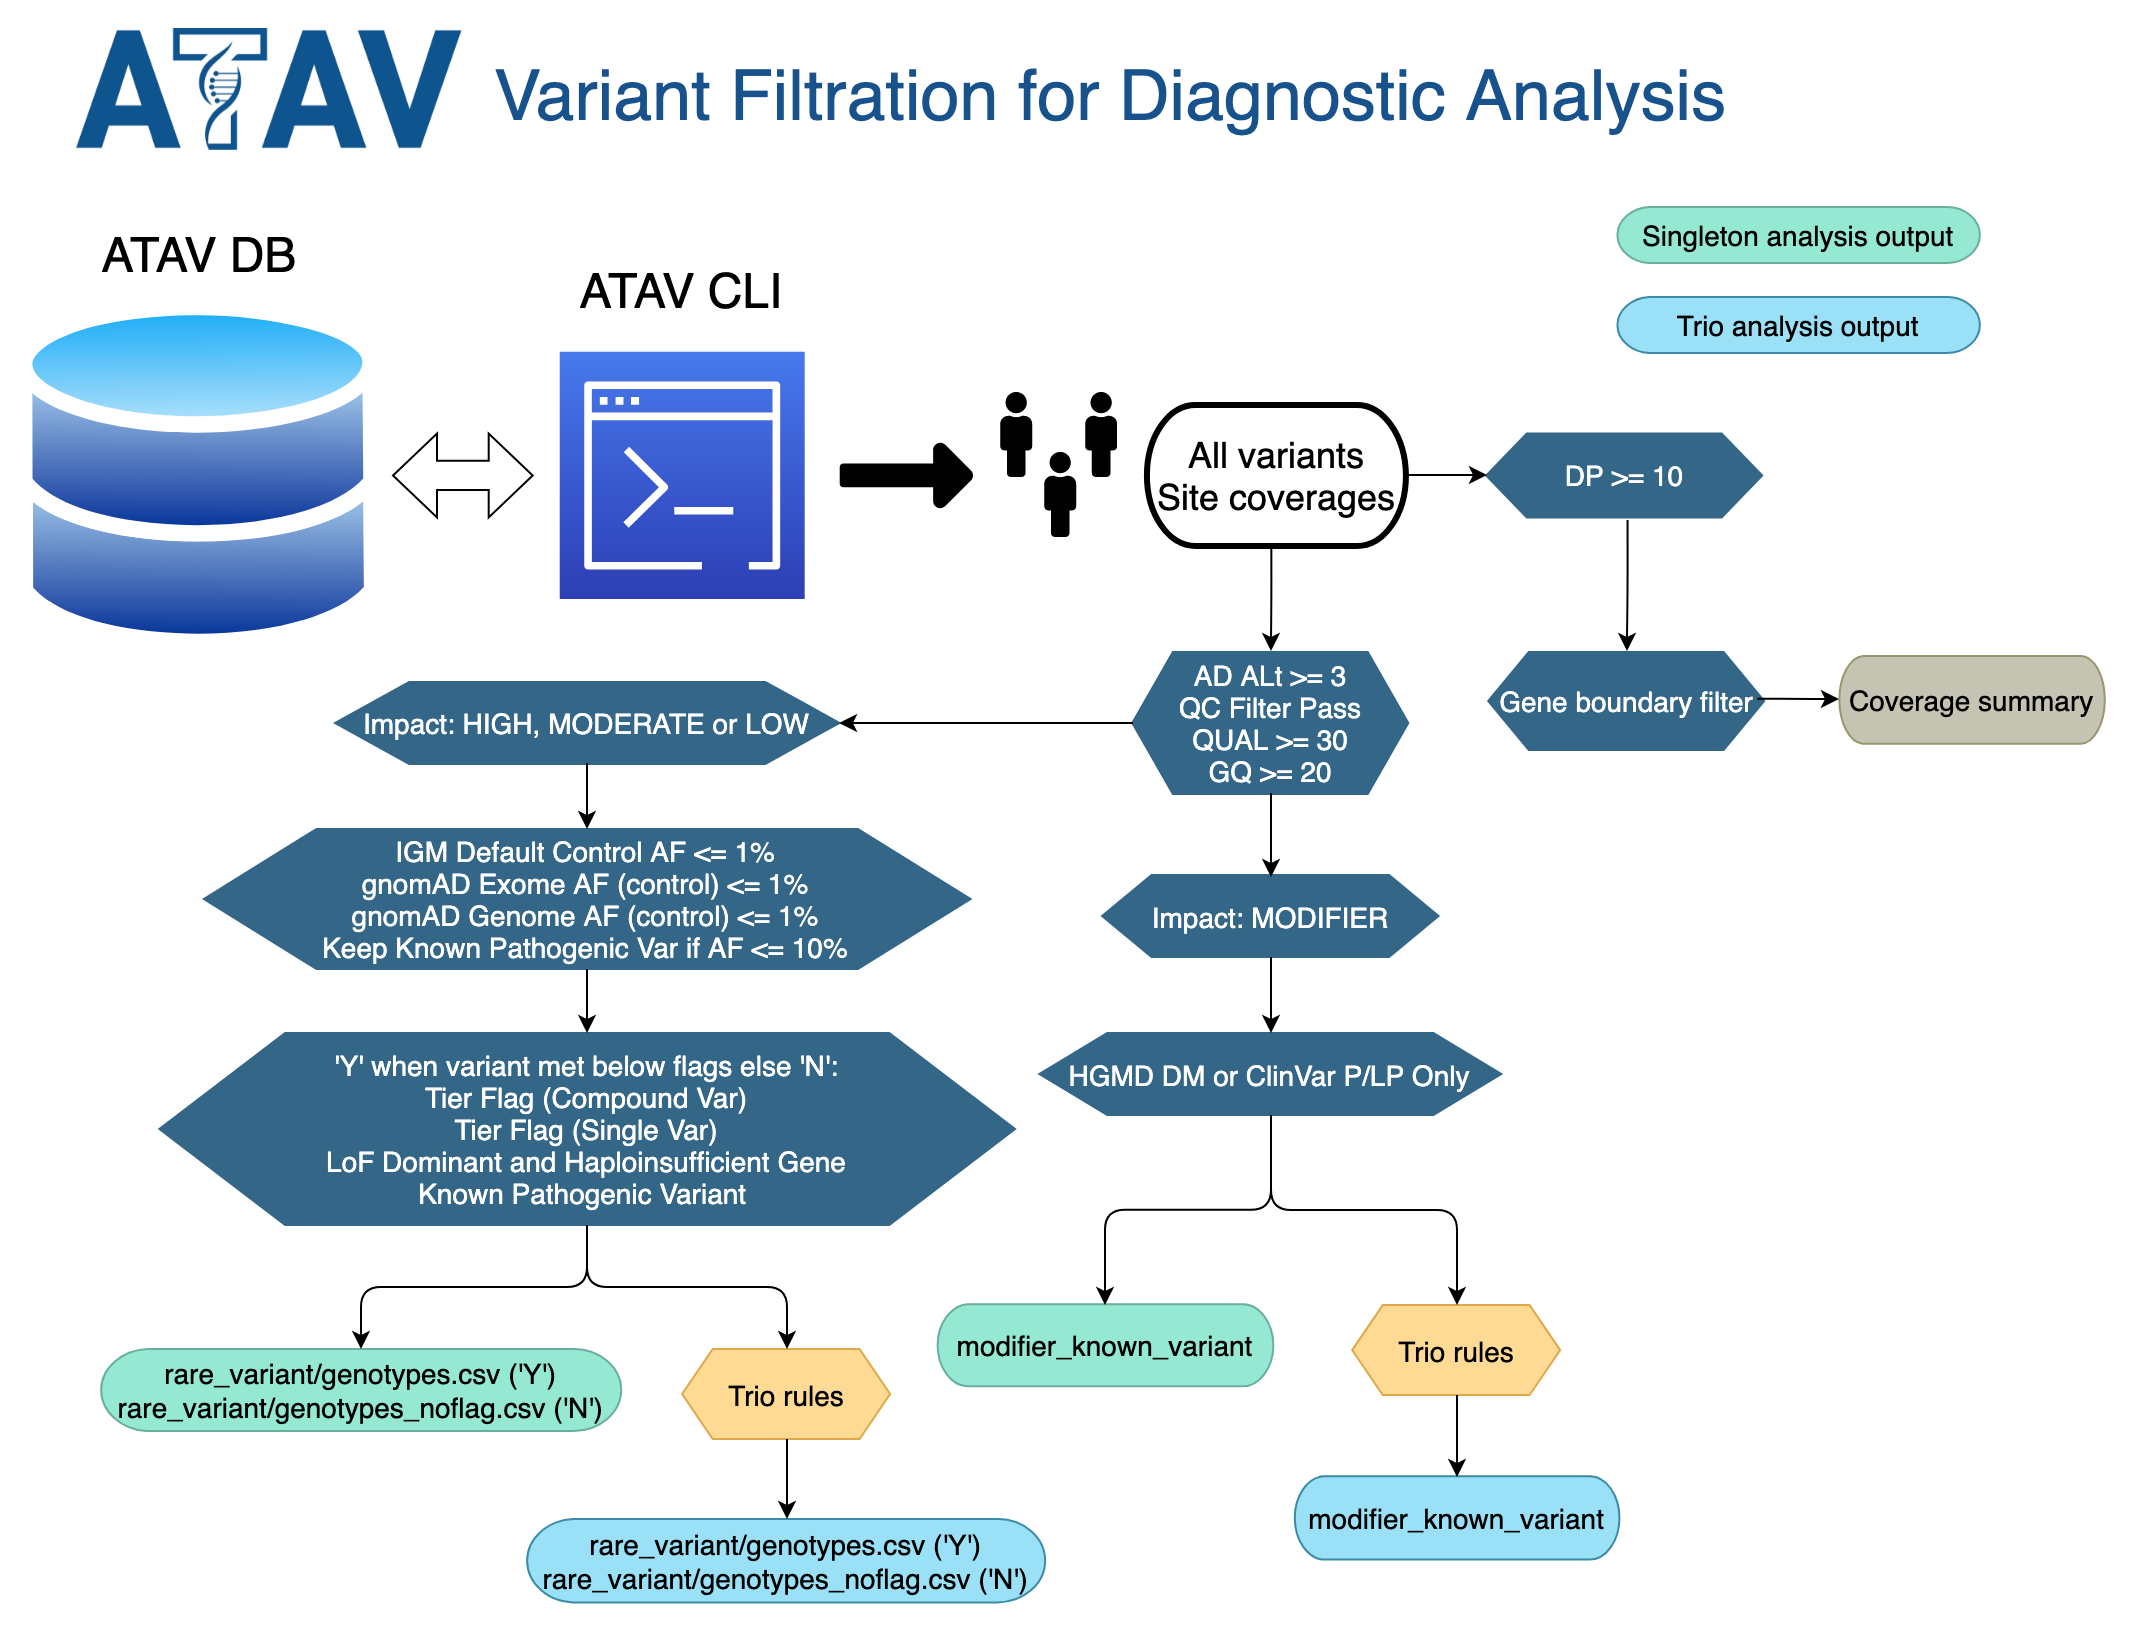 ATAV Variant Filtration for Diagnostic Analysis
Singleton analysis output
Trio analysis output
ATAV DB
ATAV CLI
All variants
Site coverages
DP >= 10
Gene boundary filter
Coverage summary
AD ALt >= 3
QC Filter Pass
QUAL >= 30
GQ >= 20
Impact: HIGH, MODERATE or LOW
IGM Default Control AF <= 1%
gnomAD Exome AF (control) <= 1%
gnomAD Genome AF (control) <= 1%
Keep Known Pathogenic Var if AF <= 10%
'Y' when variant met below flags else 'N':
Tier Flag (Compound Var)
Tier Flag (Single Var)
LoF Dominant and Haploinsufficient Gene
Known Pathogenic Variant
rare_variant/genotypes.csv ('Y')
rare_variant/genotypes_noflag.csv ('N')
Trio rules
rare_variant/genotypes.csv ('Y')
rare_variant/genotypes_noflag.csv ('N')
Impact: MODIFIER
HGMD DM or ClinVar P/LP Only
modifier_known_variant
Trio rules
modifier_known_variant